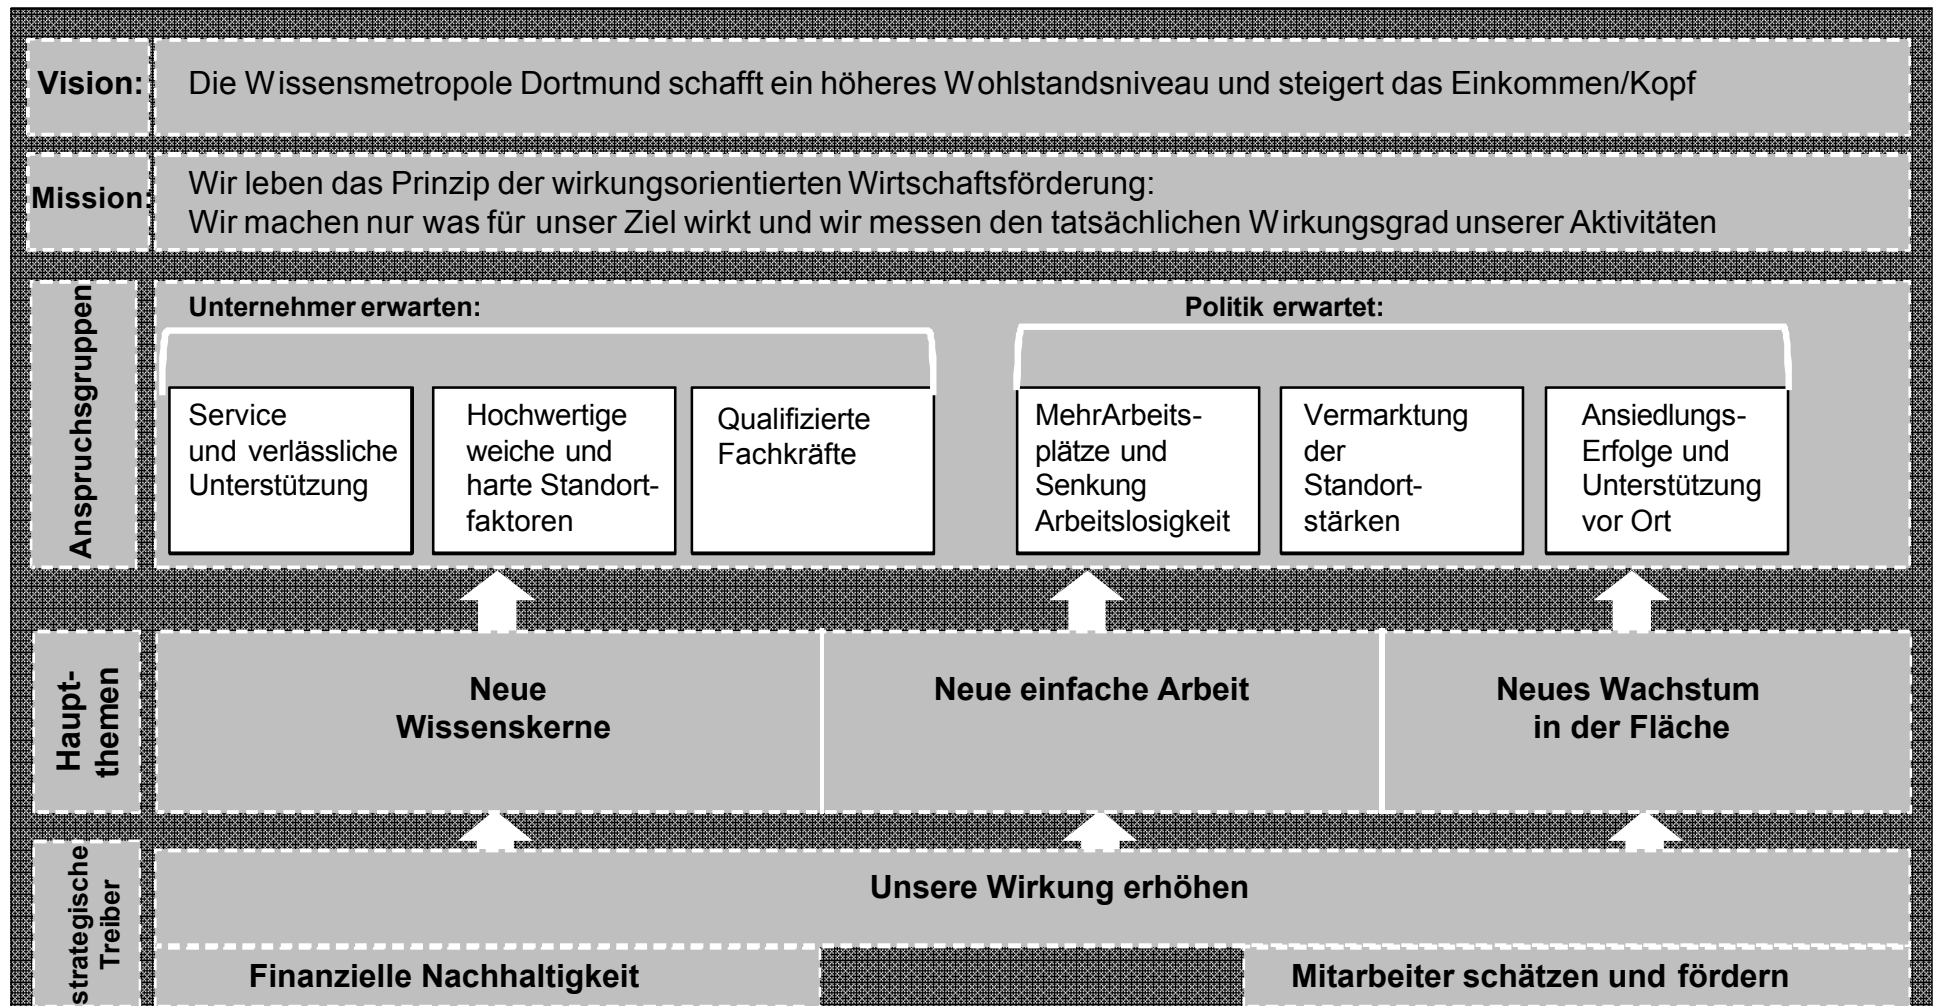 Vision:
Die Wissensmetropole Dortmund schafft ein höheres Wohlstandsniveau und steigert das Einkommen/Kopf
Mission:
Wir leben das Prinzip der wirkungsorientierten Wirtschaftsförderung:
Wir machen nur was für unser Ziel wirkt und wir messen den tatsächlichen Wirkungsgrad unserer Aktivitäten
Anspruchsgruppen
Unternehmer erwarten:
Service
und verlässliche
Unterstützung
Hochwertige
weiche und
harte Standort-
faktoren
Qualifizierte
Fachkräfte
Politik erwartet:
MehrArbeits-
plätze und
Senkung
Arbeitslosigkeit
Vermarktung
der
Standort-
stärken
Ansiedlungs-
Erfolge und
Unterstützung
vor Ort
Haupt-
themen
Neue
Wissenskerne
Neue einfache Arbeit
Neues Wachstum
in der Fläche
strategische
Treiber
Unsere Wirkung erhöhen
Finanzielle Nachhaltigkeit
Mitarbeiter schätzen und fördern